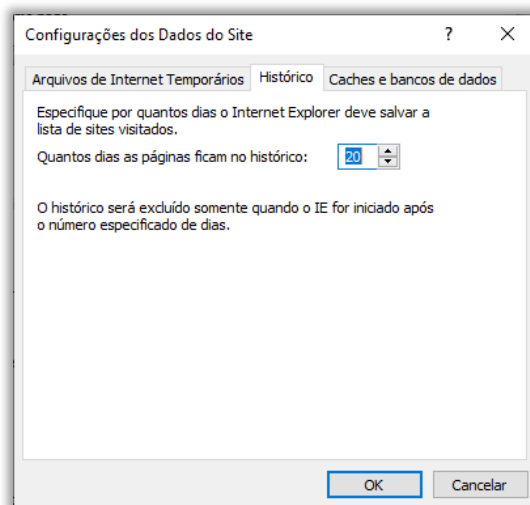 Configurações dos Dados do Site ?
Arquivos de Internet Temporários Histórico Caches e bancos de dados
Especifique por quantos dias o Internet Explorer deve salvar a
lista de sites visitados.
Quantos dias as páginas ficam no histórico: 20
O histórico será excluído somente quando o IE for iniciado após
o número especificado de dias.
OK Cancelar